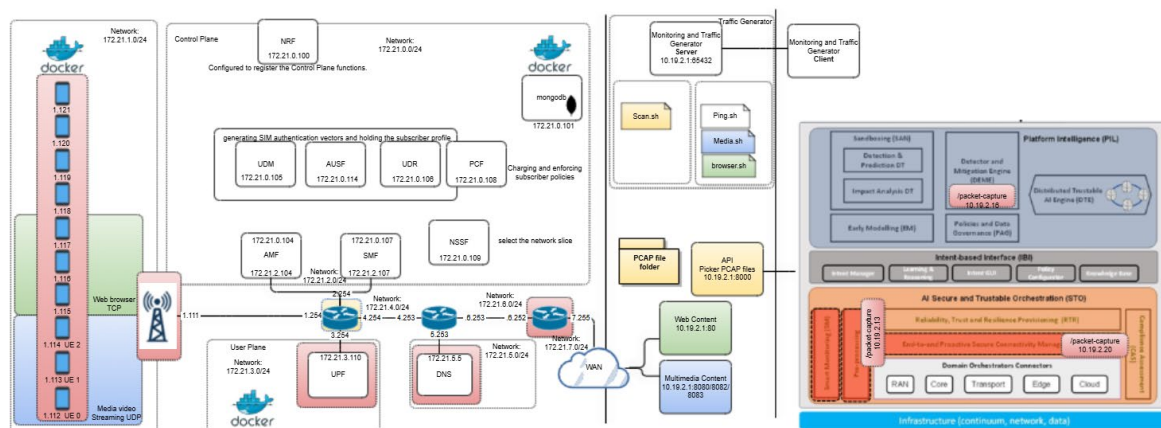 Network:
172.21.1.0/24
docker
1.121
1.120
1.119
1.118
1.117
1.116
1.115
1.114 UE 2
1.113 UE 1
1.112 UE 0
Web browser
TCP
Media video
Streaming UDP
1.111
Control Plane
NRF
172.21.0.100
Configured to register the Control Plane functions.
Network:
172.21.0.0/24
docker
mongodb
172.21.0.101
generating SIM authentication vectors and holding the subscriber profile
UDM
172.21.0.105
AUSF
172.21.0.114
UDR
172.21.0.106
PCF
172.21.0.108
Charging and enforcing
subscriber policies
172.21.0.104
AMF
172.21.2.104
172.21.0.107
SMF
172.21.2.107
NSSF
172.21.0.109
select the network slice
Network:
172.21.2.0/24
2.254
1.254
3.254
4.254
Network:
172.21.4.0/24
4.253
5.253
6.253
Network:
172.21.6.0/24
6.252
7.255
Network:
172.21.7.0/24
User Plane
Network:
172.21.3.0/24
docker
172.21.3.110
UPF
172.21.5.5
DNS
Network:
172.21.5.0/24
WAN
Traffic Generator
Monitoring and Traffic
Generator
Server
10.19.2.1:65432
Monitoring and Traffic
Generator
Client
Scan.sh
Ping.sh
Media.sh
browser.sh
PCAP file
folder
API
Picker PCAP files
10.19.2.1:8000
Web Content
10.19.2.1:80
Multimedia Content
10.19.2.1:8080/8082/
8083
Platform Intelligence (PIL)
Sandboxing (SAN)
Detection &
Prediction DT
Impact Analysis DT
Early Modelling (EM)
Detector and
Mitigation Engine
(DEME)
/packet-capture
10.19.2.16
Policies and Data
Governance (PAG)
Distributed Trustable
AI Engine (DTE)
Intent-based Interface (IBI)
Intent Manager
Learning &
Reasoning
Intent GUI
Policy
Configurator
Knowledge Base
AI Secure and Trustable Orchestration (STO)
Reliability, Trust and Resilience Provisioning (RTR)
Smart Monitoring (SM)
/packet-capture
10.19.2.13
End-to-end Proactive Secure Connectivity Manager
/packet-capture
10.19.2.20
Compliance Assessment
(CAS)
Domain Orchestrators Connectors
RAN
Core
Transport
Edge
Cloud
Infrastructure (continuum, network, data)